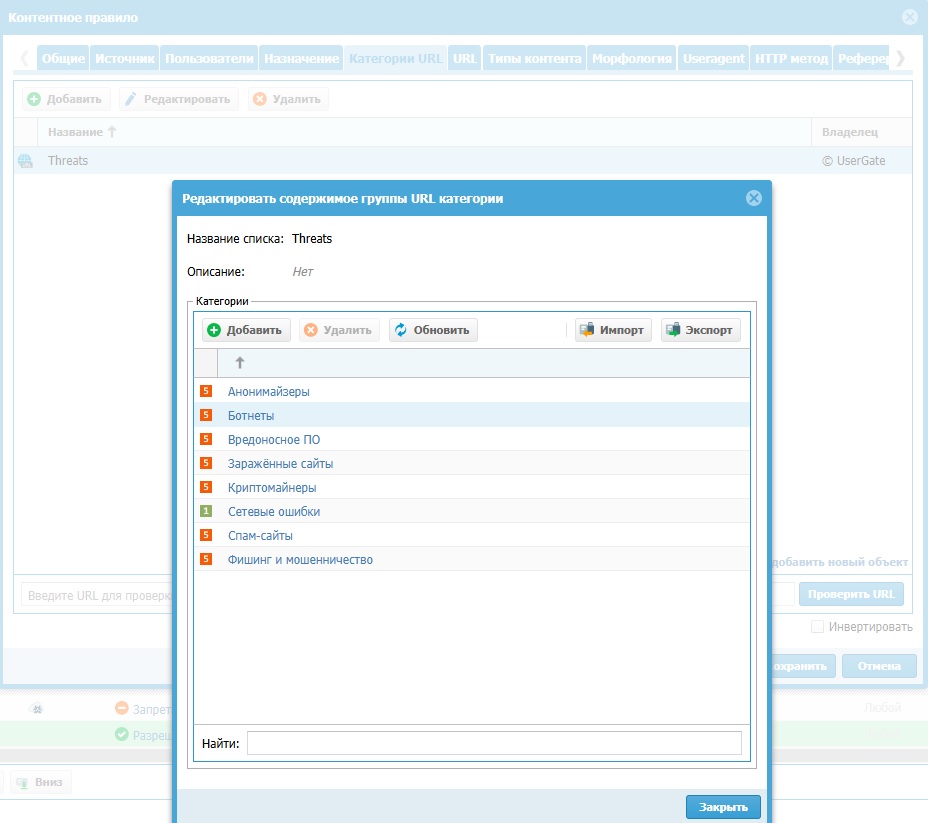 Контентное правило
Общие Источник Пользователи Назначение Категории URL URL Типы контента Морфология Useragent HTTP метод
Добавить Редактировать Удалить
Название Владелец
Threats © UserGate
Редактировать содержимое группы URL категории
Название списка: Threats
Описание: Нет
Категории
Добавить Удалить Обновить Импорт Экспорт
5 Анонимайзеры
5 Ботнеты
5 Вредоносное ПО
5 Заражённые сайты
5 Криптомайнеры
1 Сетевые ошибки
5 Спам-сайты
5 Фишинг и мошенничество
добавить новый объект
Введите URL для проверк Проверить URL
Инвертировать
охранить Отмена
Запрет Любой
Разреш
Найти:
Вниз
Закрыть